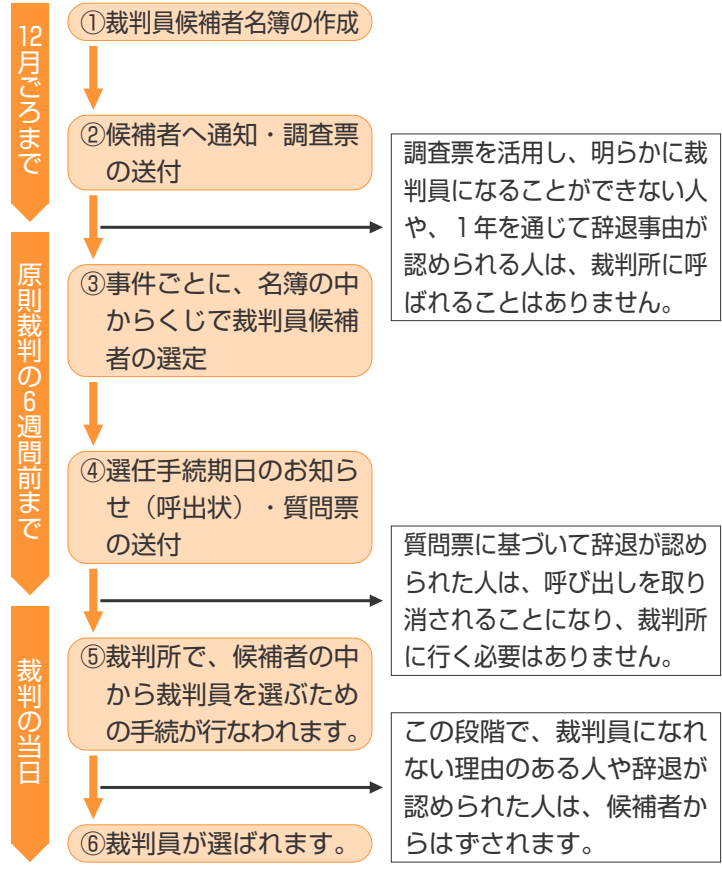 12月ごろまで
①裁判員候補者名簿の作成
②候補者へ通知・調査票
の送付
調査票を活用し、明らかに裁
判員になることができない人
や、1年を通じて辞退事由が
認められる人は、裁判所に呼
ばれることはありません。
原則裁判の6週間前まで
③事件ごとに、名簿の中
からくじで裁判員候補
者の選定
④選任手続期日のお知ら
せ（呼出状）・質問票
の送付
質問票に基づいて辞退が認め
られた人は、呼び出しを取り
消されることになり、裁判所
に行く必要はありません。
裁判の当日
⑤裁判所で、候補者の中
から裁判員を選ぶため
の手続が行なわれます。
この段階で、裁判員になれ
ない理由のある人や辞退が
認められた人は、候補者か
らはずされます。
⑥裁判員が選ばれます。